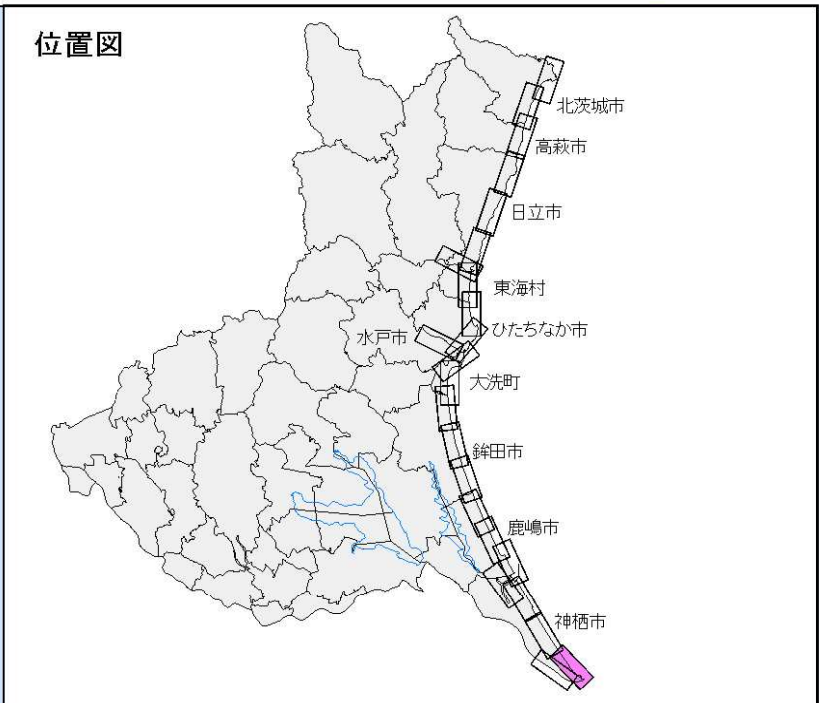 位置図
北茨城市
高萩市
日立市
東海村
ひたちなか市
水戸市
大洗町
鉾田市
鹿嶋市
神栖市